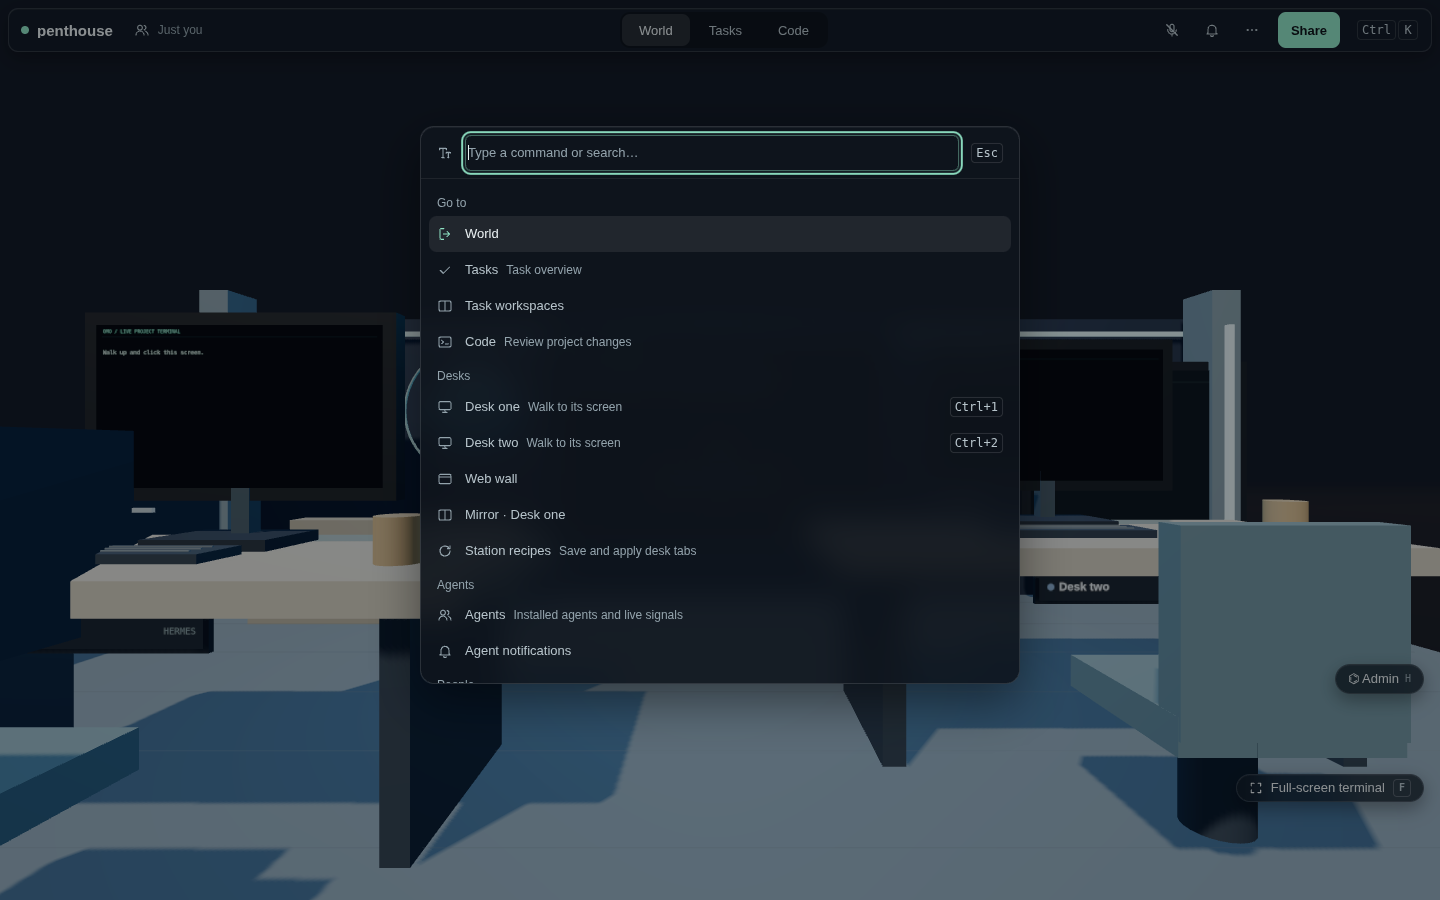 penthouse
Just you
World
Tasks
Code
Share
Ctrl K
Type a command or search…
Esc
Go to
World
Tasks Task overview
Task workspaces
Code Review project changes
Desks
Desk one Walk to its screen Ctrl+1
Desk two Walk to its screen Ctrl+2
Web wall
Mirror · Desk one
Station recipes Save and apply desk tabs
Agents
Agents Installed agents and live signals
Agent notifications
People
/ LIVE PROJECT TERMINAL
Walk up and click this screen.
HERMES
Desk two
Admin H
Full-screen terminal F